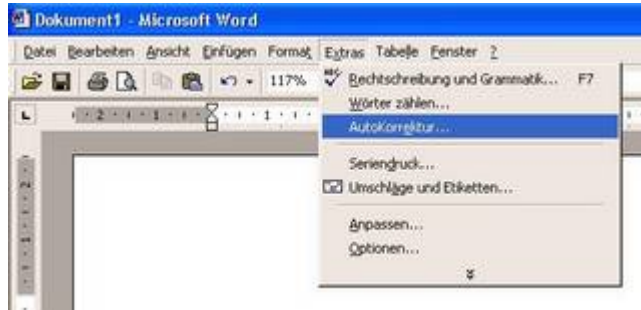 Dokument1 - Microsoft Word
Datei Bearbeiten Ansicht Einfügen Format Extras Tabelle Fenster ?
117%
Rechtschreibung und Grammatik... F7
Wörter zählen...
AutoKorrektur...
Seriendruck...
Umschläge und Etiketten...
Anpassen...
Optionen...